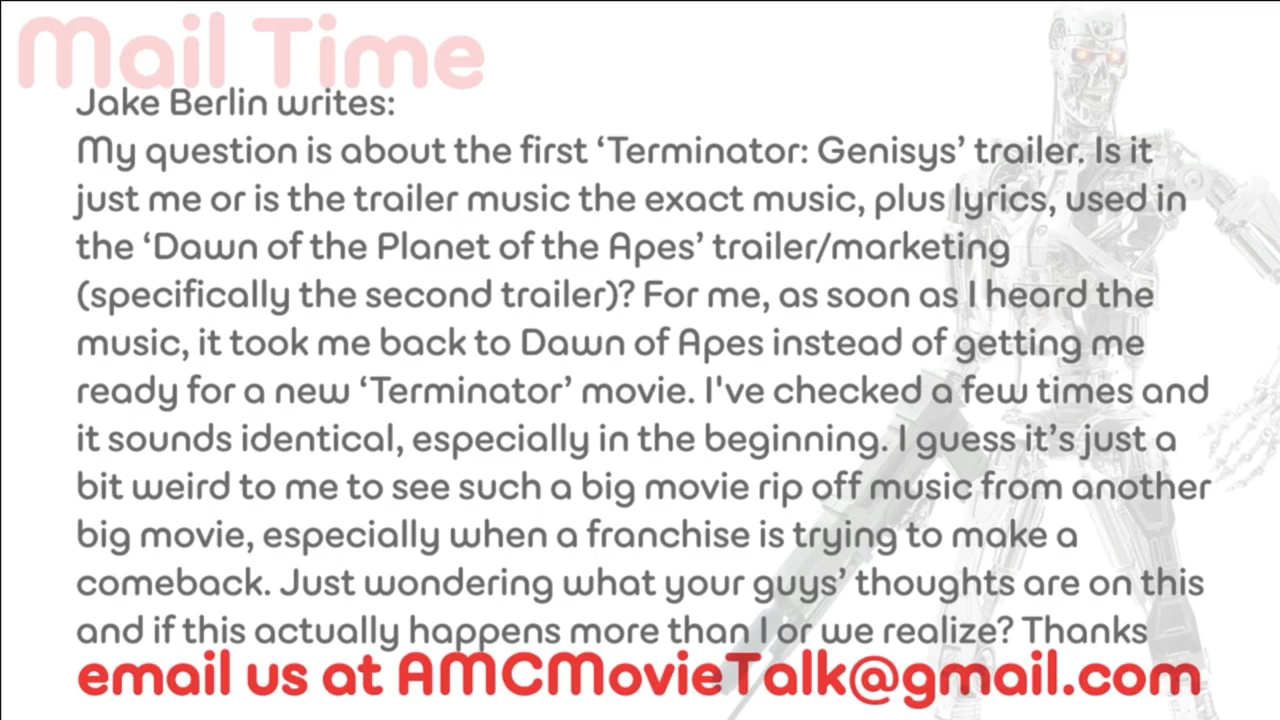 Mail Time
Jake Berlin writes:
My question is about the first ‘Terminator: Genisys’ trailer. Is it
just me or is the trailer music the exact music, plus lyrics, used in
the ‘Dawn of the Planet of the Apes’ trailer/marketing
(specifically the second trailer)? For me, as soon as I heard the
music, it took me back to Dawn of Apes instead of getting me
ready for a new ‘Terminator’ movie. I've checked a few times and
it sounds identical, especially in the beginning. I guess it’s just a
bit weird to me to see such a big movie rip off music from another
big movie, especially when a franchise is trying to make a
comeback. Just wondering what your guys’ thoughts are on this
and if this actually happens more than I or we realize? Thanks
email us at AMCMovieTalk@gmail.com